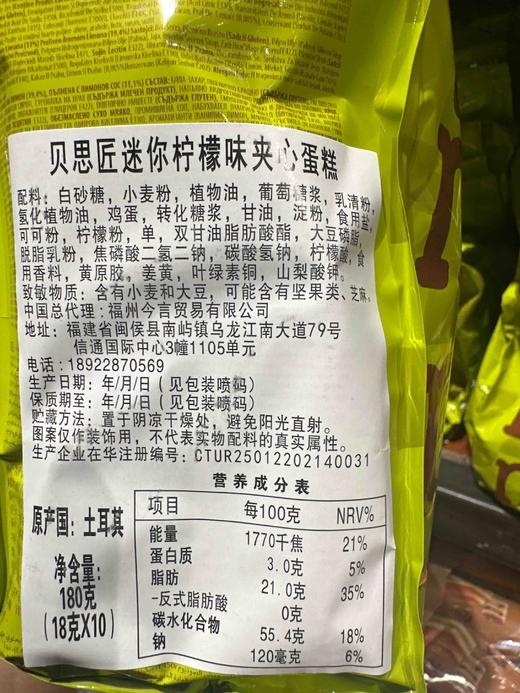 贝思匠迷你柠檬味夹心蛋糕
配料：白砂糖，小麦粉，植物油，葡萄糖浆，乳清粉，
氢化植物油，鸡蛋，转化糖浆，甘油，淀粉，食用盐，
可可粉，柠檬粉，单，双甘油脂肪酸酯，大豆磷脂，
脱脂乳粉，焦磷酸二氢二钠，碳酸氢钠，柠檬酸，食
用香料，黄原胶，姜黄，叶绿素铜，山梨酸钾。
致敏物质：含有小麦和大豆，可能含有坚果类、芝麻。
中国总代理：福州今言贸易有限公司
地址：福建省闽侯县南屿镇乌龙江南大道79号
信通国际中心3幢1105单元
电话：18922870569
生产日期：年/月/日（见包装喷码）
保质期至：年/月/日（见包装喷码）
贮藏方法：置于阴凉干燥处，避免阳光直射。
图案仅作装饰用，不代表实物配料的真实属性。
生产企业在华注册编号：CTUR25012202140031
原产国：土耳其
净含量：
180克
（18克X10）
营养成分表
项目 每100克 NRV%
能量 1770千焦 21%
蛋白质 3.0克 5%
脂肪 21.0克 35%
-反式脂肪酸 0克
碳水化合物 55.4克 18%
钠 120毫克 6%